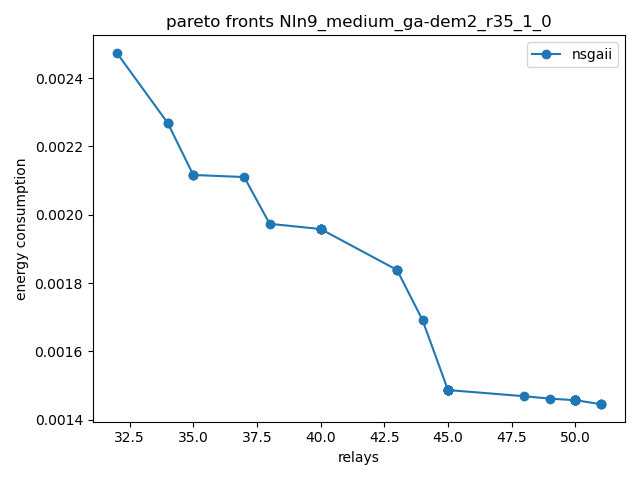 pareto fronts NIn9_medium_ga-dem2_r35_1_0
nsgaii
0.0024
0.0022
0.0020
0.0018
0.0016
0.0014
energy consumption
32.5 35.0 37.5 40.0 42.5 45.0 47.5 50.0
relays